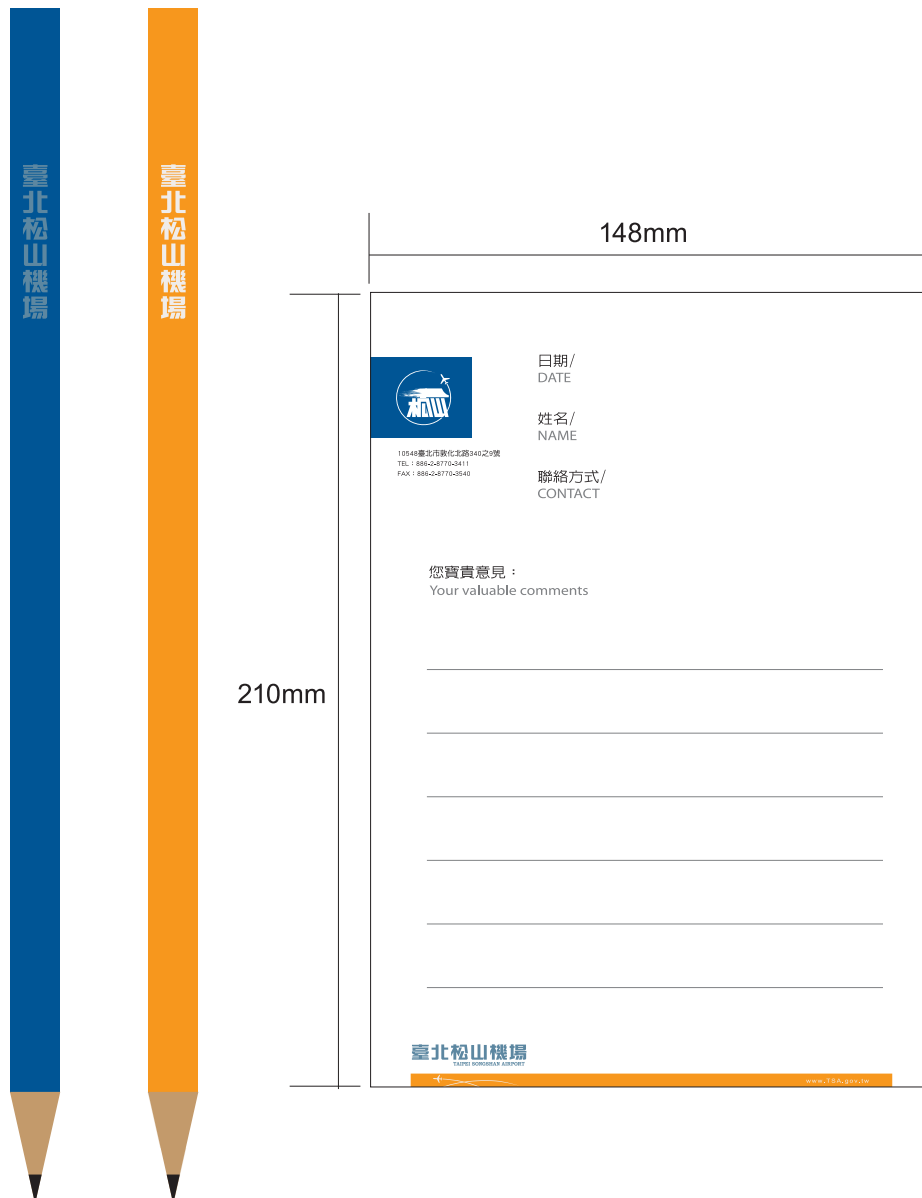 臺北松山機場
臺北松山機場
148mm
210mm
松山
10548臺北市敦化北路340之9號
TEL：886-2-8770-3411
FAX：886-2-8770-3540
日期/
DATE
姓名/
NAME
聯絡方式/
CONTACT
您寶貴意見：
Your valuable comments
臺北松山機場
TAIPEI SONGSHAN AIRPORT
www.TSA.gov.tw